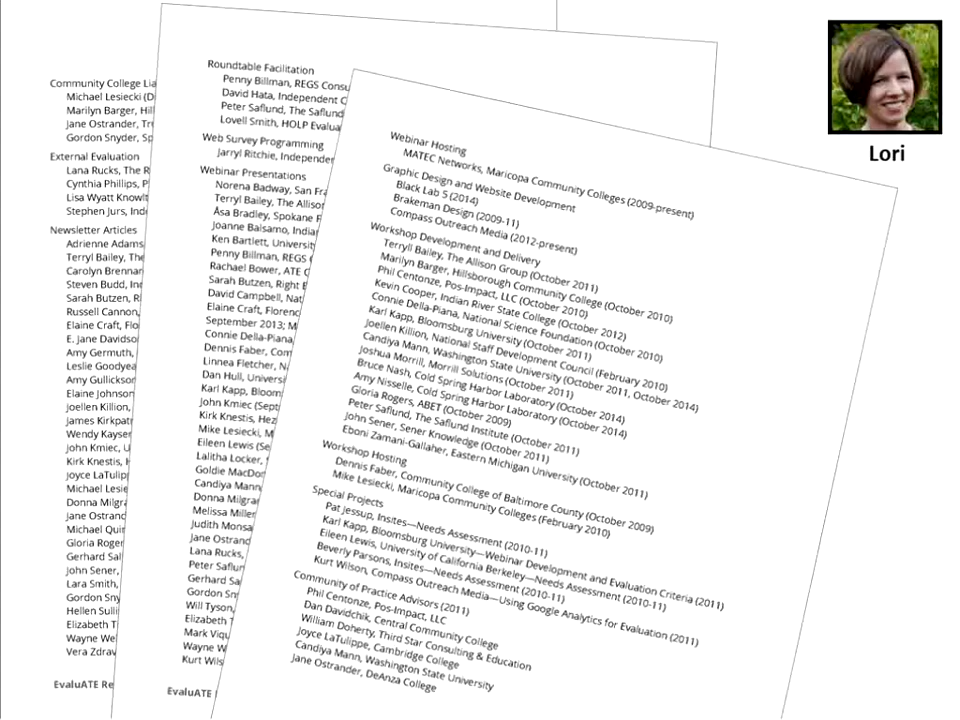 Community College Lia
Michael Lesiecki (D
Marilyn Barger, Hil
Jane Ostrander, Tr
Gordon Snyder, Sp
External Evaluation
Lana Rucks, The R
Cynthia Phillips, P
Lisa Wyatt Knowlt
Stephen Jurs, Ind
Newsletter Articles
Adrienne Adams
Terryl Bailey, The
Carolyn Brennan
Steven Budd, Ind
Sarah Butzen, R
Russell Cannon,
Elaine Craft, Flo
E. Jane Davidso
Amy Germuth,
Leslie Goodyea
Amy Gullickson
Elaine Johnson
Joellen Killion,
James Kirkpatr
Wendy Kayser
John Kmiec, U
Kirk Knestis, H
Joyce LaTulip
Michael Lesie
Donna Milgra
Jane Ostrand
Michael Quin
Gloria Roger
Gerhard Sal
John Sener,
Lara Smith,
Gordon Sny
Hellen Sulli
Elizabeth T
Wayne We
Vera Zdrav
EvaluATE Re
Roundtable Facilitation
Penny Billman, REGS Consu
David Hata, Independent C
Peter Saflund, The Saflund
Lovell Smith, HOLP Evalua
Web Survey Programming
Jarryl Ritchie, Independer
Webinar Presentations
Norena Badway, San Fra
Terryl Bailey, The Allisor
Åsa Bradley, Spokane F
Joanne Balsamo, Indiar
Ken Bartlett, University
Penny Billman, REGS
Rachael Bower, ATE C
Sarah Butzen, Right E
David Campbell, Nat
Elaine Craft, Florenc
September 2013; M
Connie Della-Piana,
Dennis Faber, Com
Linnea Fletcher, N
Dan Hull, Universi
Karl Kapp, Bloom
John Kmiec (Sept
Kirk Knestis, Hez
Mike Lesiecki, M
Eileen Lewis (Se
Lalitha Locker,
Goldie MacDor
Candiya Mann
Donna Milgrar
Melissa Miller
Judith Monsa
Jane Ostrand
Lana Rucks,
Peter Saflur
Gerhard Sa
Gordon Sn
Will Tyson,
Elizabeth T
Mark Viqu
Wayne W
Kurt Wils
EvaluATE
Webinar Hosting
MATEC Networks, Maricopa Community Colleges (2009-present)
Graphic Design and Website Development
Black Lab 5 (2014)
Brakeman Design (2009-11)
Compass Outreach Media (2012-present)
Workshop Development and Delivery
Terryll Bailey, The Allison Group (October 2011)
Marilyn Barger, Hillsborough Community College (October 2010)
Phil Centonze, Pos-Impact, LLC (October 2010)
Kevin Cooper, Indian River State College (October 2012)
Connie Della-Piana, National Science Foundation (October 2010)
Karl Kapp, Bloomsburg University (October 2011)
Joellen Killion, National Staff Development Council (February 2010)
Candiya Mann, Washington State University (October 2011, October 2014)
Joshua Morrill, Morrill Solutions (October 2011)
Bruce Nash, Cold Spring Harbor Laboratory (October 2014)
Amy Nisselle, Cold Spring Harbor Laboratory (October 2014)
Gloria Rogers, ABET (October 2009)
Peter Saflund, The Saflund Institute (October 2011)
John Sener, Sener Knowledge (October 2011)
Eboni Zamani-Gallaher, Eastern Michigan University (October 2011)
Workshop Hosting
Dennis Faber, Community College of Baltimore County (October 2009)
Mike Lesiecki, Maricopa Community Colleges (February 2010)
Special Projects
Pat Jessup, Insites—Needs Assessment (2010-11)
Karl Kapp, Bloomsburg University—Webinar Development and Evaluation Criteria (2011)
Eileen Lewis, University of California Berkeley—Needs Assessment (2010-11)
Beverly Parsons, Insites—Needs Assessment (2010-11)
Kurt Wilson, Compass Outreach Media—Using Google Analytics for Evaluation (2011)
Community of Practice Advisors (2011)
Phil Centonze, Pos-Impact, LLC
Dan Davidchik, Central Community College
William Doherty, Third Star Consulting & Education
Joyce LaTulippe, Cambridge College
Candiya Mann, Washington State University
Jane Ostrander, DeAnza College
Lori